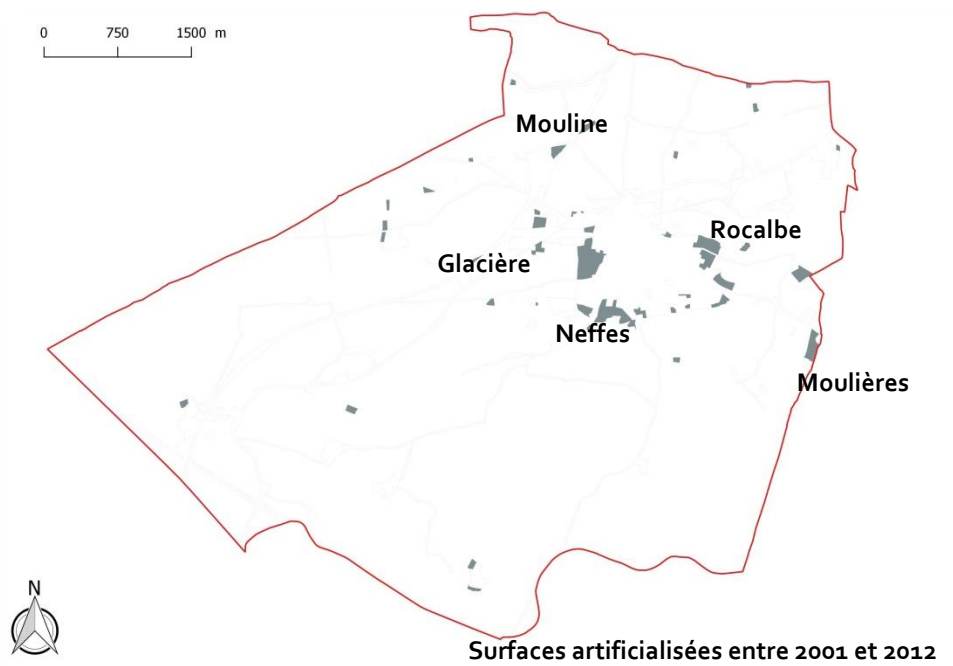 0 750 1500 m
Mouline
Rocalbe
Glacière
Neffes
Moulières
N
Surfaces artificialisées entre 2001 et 2012